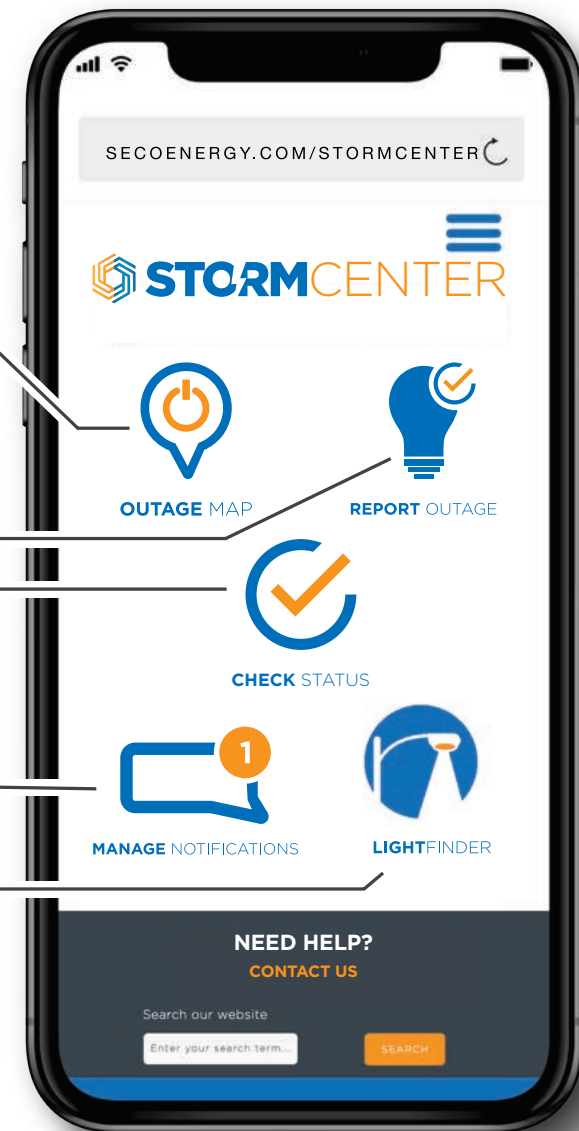 SECOENERGY.COM/STORMCENTER
STORMCENTER
OUTAGE MAP
REPORT OUTAGE
CHECK STATUS
1
MANAGE NOTIFICATIONS
LIGHTFINDER
NEED HELP?
CONTACT US
Search our website
Enter your search term...
SEARCH